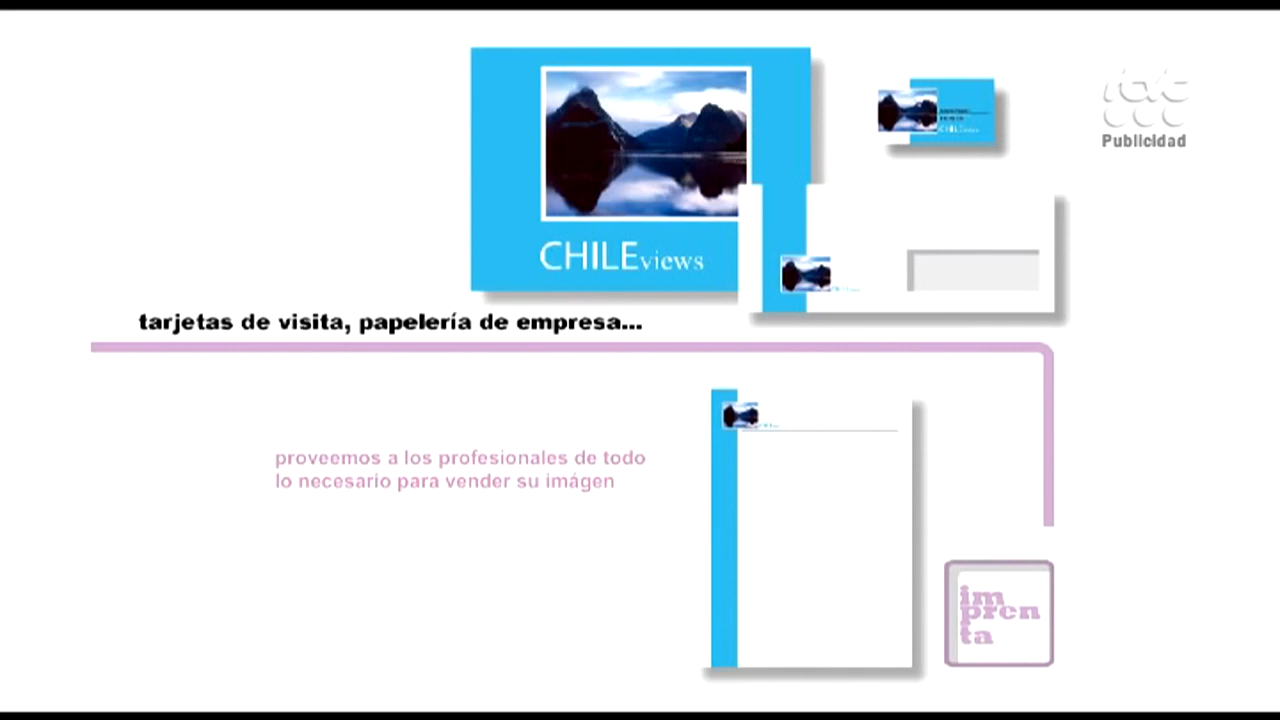 rtvc
Publicidad
CHILEviews
tarjetas de visita, papelería de empresa...
proveemos a los profesionales de todo
lo necesario para vender su imágen
im
pren
ta